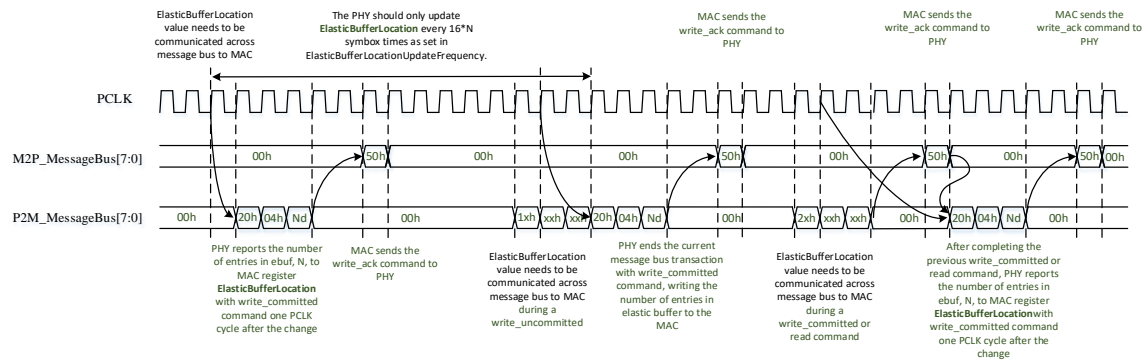 ElasticBufferLocation
value needs to be
communicated across
message bus to MAC
The PHY should only update
ElasticBufferLocation every 16*N
symbox times as set in
ElasticBufferLocationUpdateFrequency.
MAC sends the
write_ack command to
PHY
MAC sends the
write_ack command to
PHY
MAC sends the
write_ack command to
PHY
PCLK
M2P_MessageBus[7:0]
00h 50h 00h 00h 50h 00h 50h 00h 50h 00h
P2M_MessageBus[7:0]
00h 20h 04h Nd 00h 1xh xxh xxh 20h 04h Nd 00h 2xh xxh xxh 00h 20h 04h Nd 00h
PHY reports the number
of entries in ebuf, N, to
MAC register
ElasticBufferLocation
with write_committed
command one PCLK
cycle after the change
MAC sends the
write_ack command to
PHY
ElasticBufferLocation
value needs to be
communicated across
message bus to MAC
during a
write_uncommitted
PHY ends the current
message bus transaction
with write_committed
command, writing the
number of entries in
elastic buffer to the
MAC
ElasticBufferLocation
value needs to be
communicated across
message bus to MAC
during a
write_committed or
read command
After completing the
previous write_committed or
read command, PHY reports
the number of entries in
ebuf, N, to MAC register
ElasticBufferLocationwith
write_committed command
one PCLK cycle after the
change